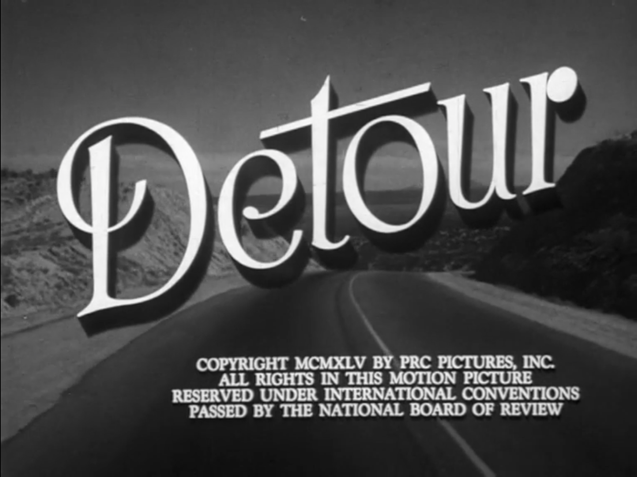 Detour
COPYRIGHT MCMXLV BY PRC PICTURES, INC.
ALL RIGHTS IN THIS MOTION PICTURE
RESERVED UNDER INTERNATIONAL CONVENTIONS
PASSED BY THE NATIONAL BOARD OF REVIEW